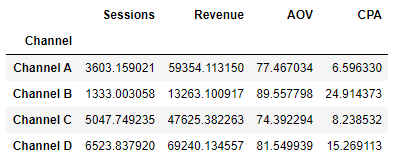 Sessions Revenue AOV CPA
Channel
Channel A 3603.159021 59354.113150 77.467034 6.596330
Channel B 1333.003058 13263.100917 89.557798 24.914373
Channel C 5047.749235 47625.382263 74.392294 8.238532
Channel D 6523.837920 69240.134557 81.549939 15.269113